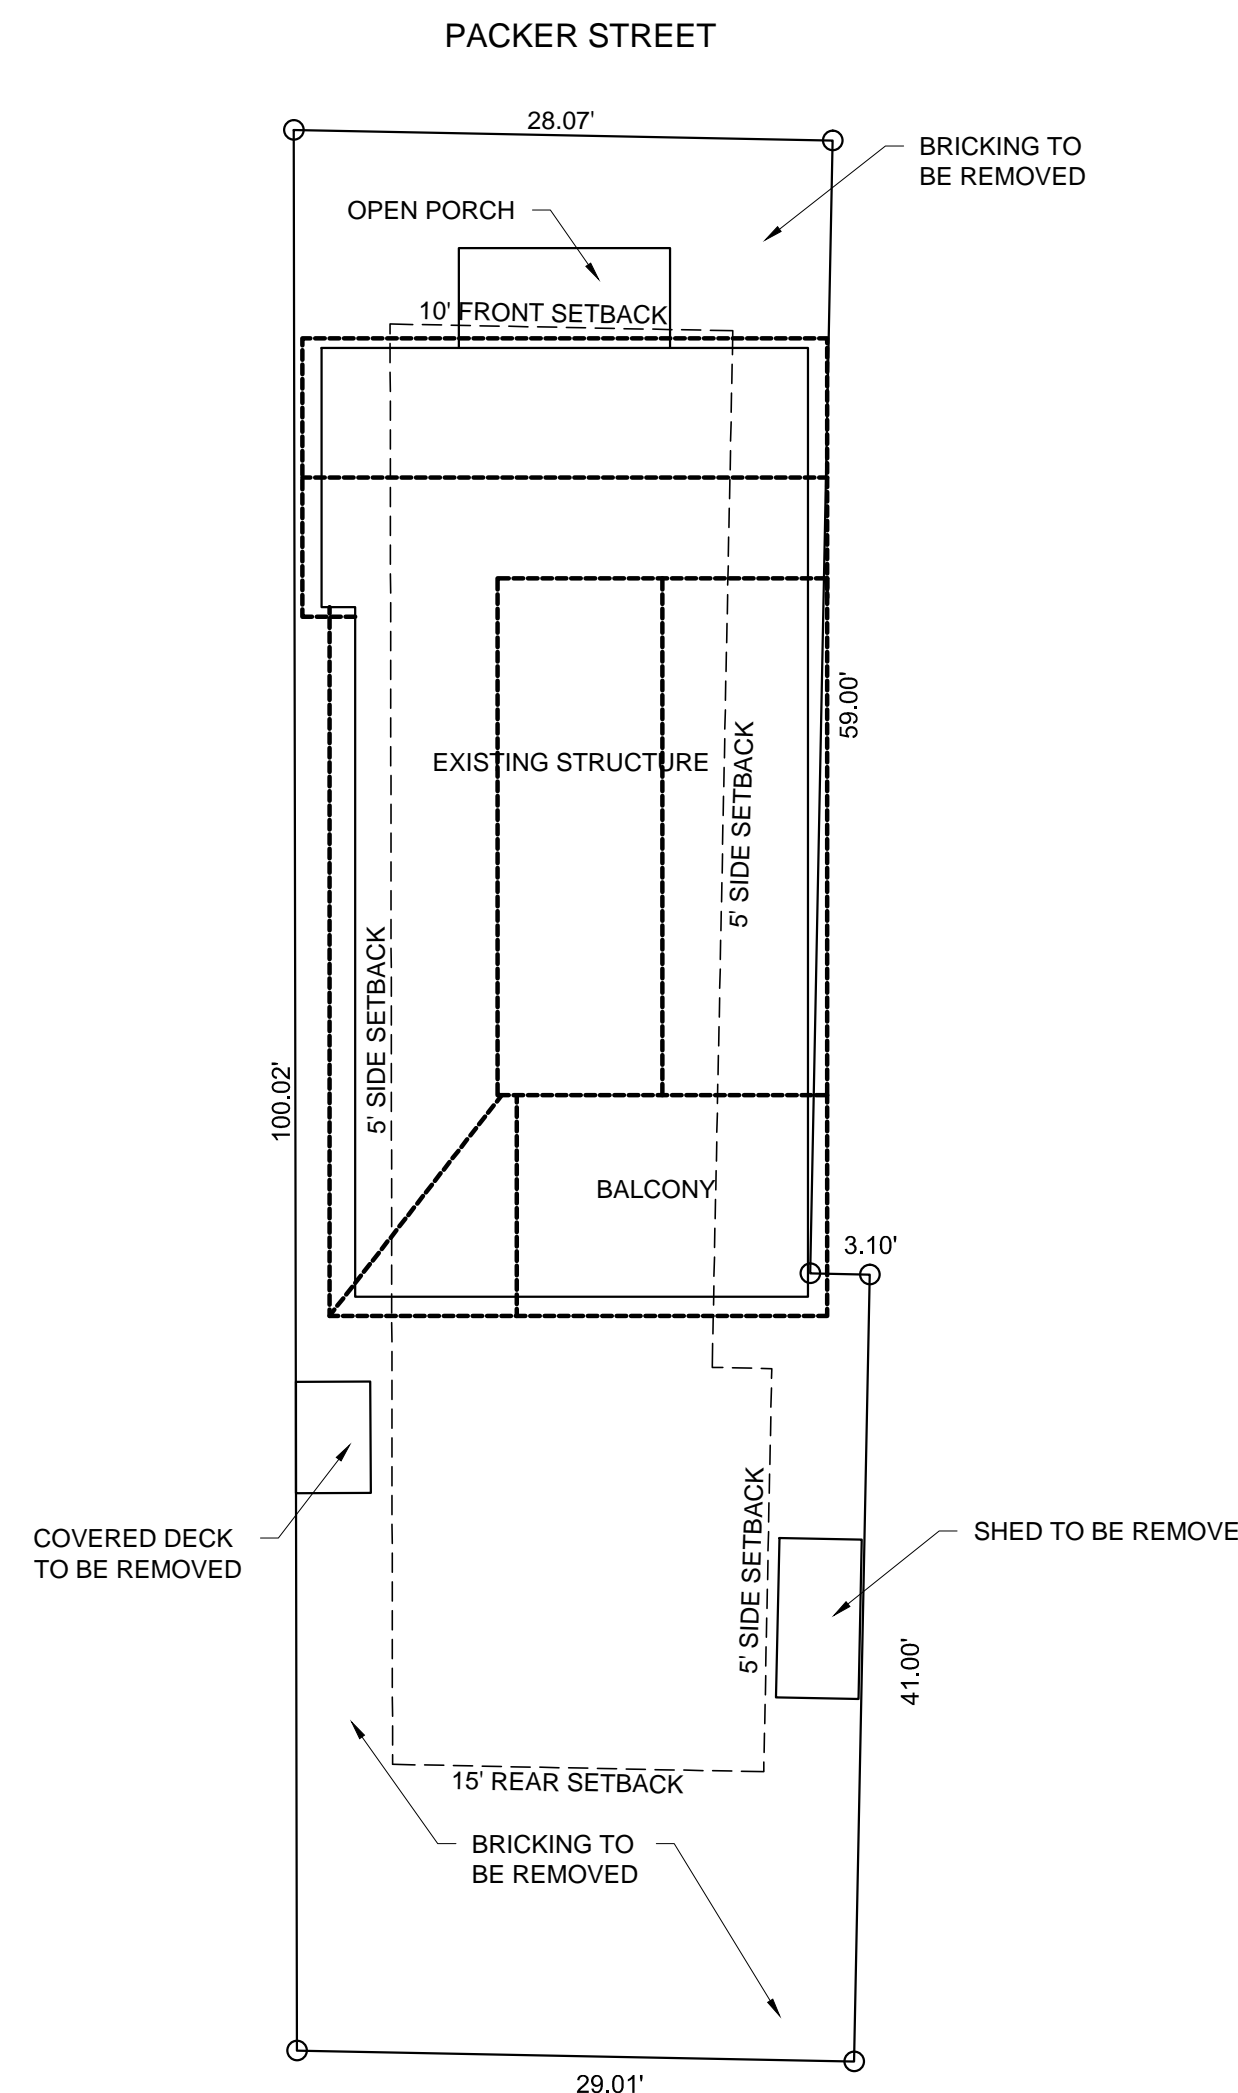 PACKER STREET
28.07'
BRICKING TO
BE REMOVED
OPEN PORCH
10' FRONT SETBACK
59.00'
EXISTING STRUCTURE
5' SIDE SETBACK
5' SIDE SETBACK
100.02'
BALCONY
3.10'
COVERED DECK
TO BE REMOVED
5' SIDE SETBACK
SHED TO BE REMOVE
41.00'
15' REAR SETBACK
BRICKING TO
BE REMOVED
29.01'